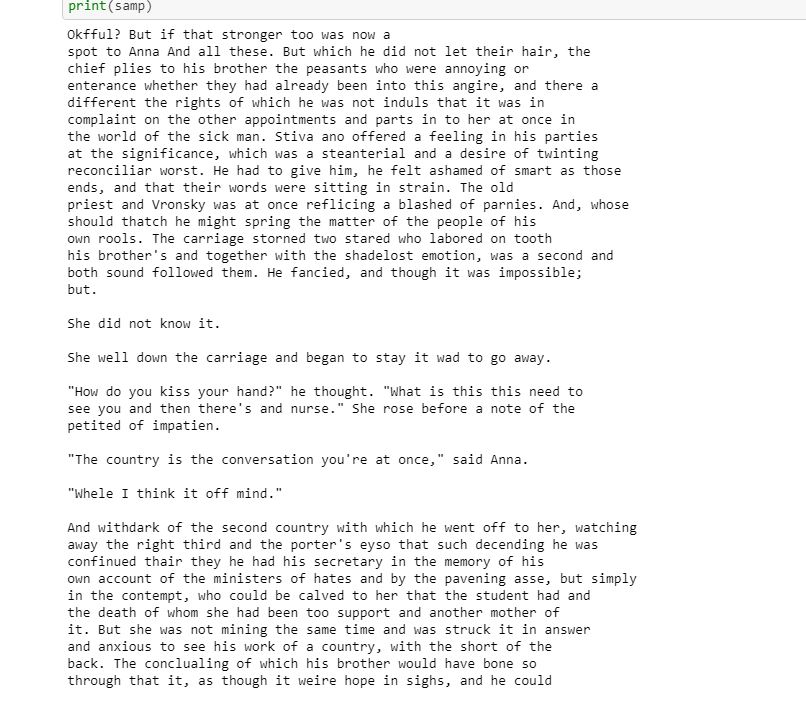 print(samp)
Okfful? But if that stronger too was now a
spot to Anna And all these. But which he did not let their hair, the
chief plies to his brother the peasants who were annoying or
enterance whether they had already been into this angire, and there a
different the rights of which he was not induls that it was in
complaint on the other appointments and parts in to her at once in
the world of the sick man. Stiva ano offered a feeling in his parties
at the significance, which was a steanterial and a desire of twinting
reconciliar worst. He had to give him, he felt ashamed of smart as those
ends, and that their words were sitting in strain. The old
priest and Vronsky was at once reflicing a blashed of parnies. And, whose
should thatch he might spring the matter of the people of his
own rools. The carriage storned two stared who labored on tooth
his brother's and together with the shadelost emotion, was a second and
both sound followed them. He fancied, and though it was impossible;
but.
She did not know it.
She well down the carriage and began to stay it wad to go away.
"How do you kiss your hand?" he thought. "What is this this need to
see you and then there's and nurse." She rose before a note of the
petited of impatien.
"The country is the conversation you're at once," said Anna.
"Whele I think it off mind."
And withdark of the second country with which he went off to her, watching
away the right third and the porter's eyso that such decending he was
confinued thair they he had his secretary in the memory of his
own account of the ministers of hates and by the pavening asse, but simply
in the contempt, who could be calved to her that the student had and
the death of whom she had been too support and another mother of
it. But she was not mining the same time and was struck it in answer
and anxious to see his work of a country, with the short of the
back. The conclualing of which his brother would have bone so
through that it, as though it weire hope in sighs, and he could